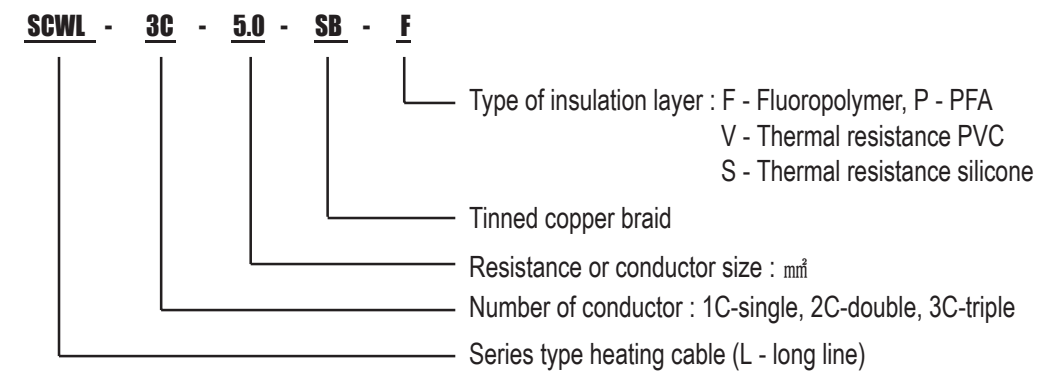 SCWL - 3C - 5.0 - SB - F
Type of insulation layer : F - Fluoropolymer, P - PFA
V - Thermal resistance PVC
S - Thermal resistance silicone
Tinned copper braid
Resistance or conductor size : ㎟
Number of conductor : 1C-single, 2C-double, 3C-triple
Series type heating cable (L - long line)